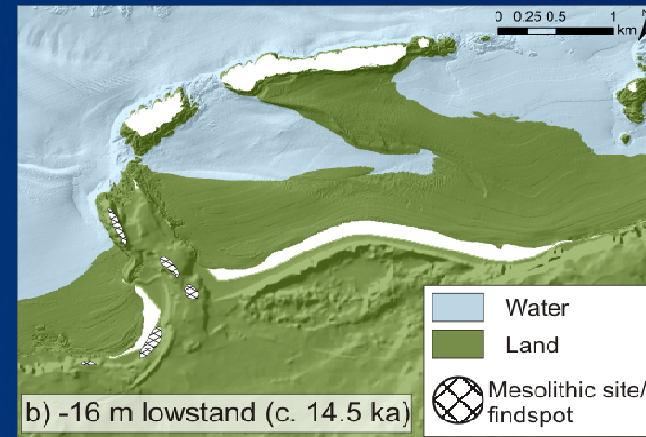 0 0.25 0.5 1
km
Water
Land
Mesolithic site/
findspot
b) -16 m lowstand (c. 14.5 ka)